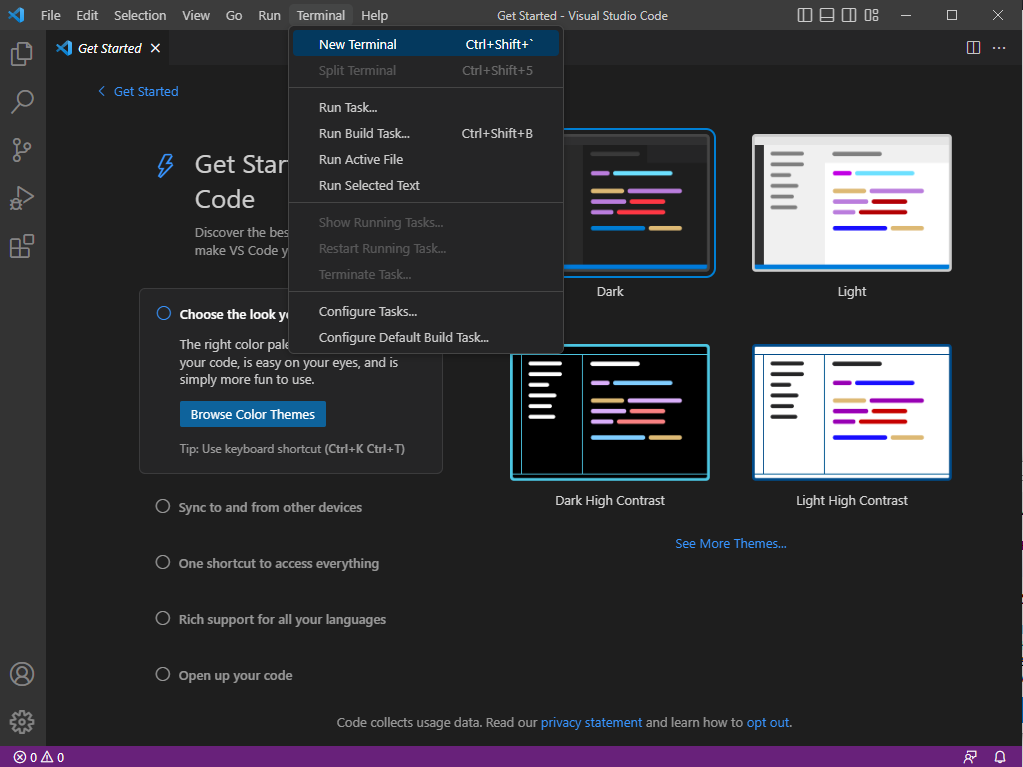 File Edit Selection View Go Run Terminal Help Get Started - Visual Studio Code
Get Started
New Terminal Ctrl+Shift+`
Split Terminal Ctrl+Shift+5
Run Task...
Run Build Task... Ctrl+Shift+B
Run Active File
Run Selected Text
Show Running Tasks...
Restart Running Task...
Terminate Task...
Configure Tasks...
Configure Default Build Task...
Get Started
Get Star
Code
Discover the bes
make VS Code y
Choose the look y
The right color pale
your code, is easy on your eyes, and is
simply more fun to use.
Browse Color Themes
Tip: Use keyboard shortcut (Ctrl+K Ctrl+T)
Sync to and from other devices
One shortcut to access everything
Rich support for all your languages
Open up your code
Dark
Light
Dark High Contrast
Light High Contrast
See More Themes...
Code collects usage data. Read our privacy statement and learn how to opt out.
0 0